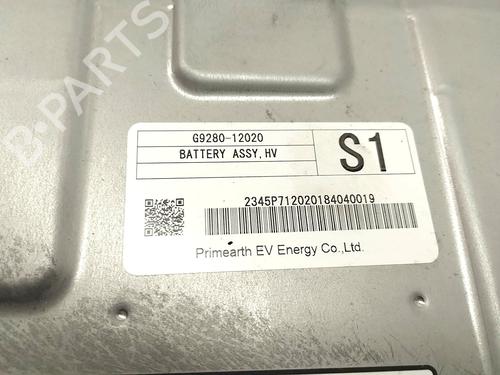 B-PARTS
G9280-12020
BATTERY ASSY,HV
S1
2345P712020184040019
Primearth EV Energy Co.,Ltd.